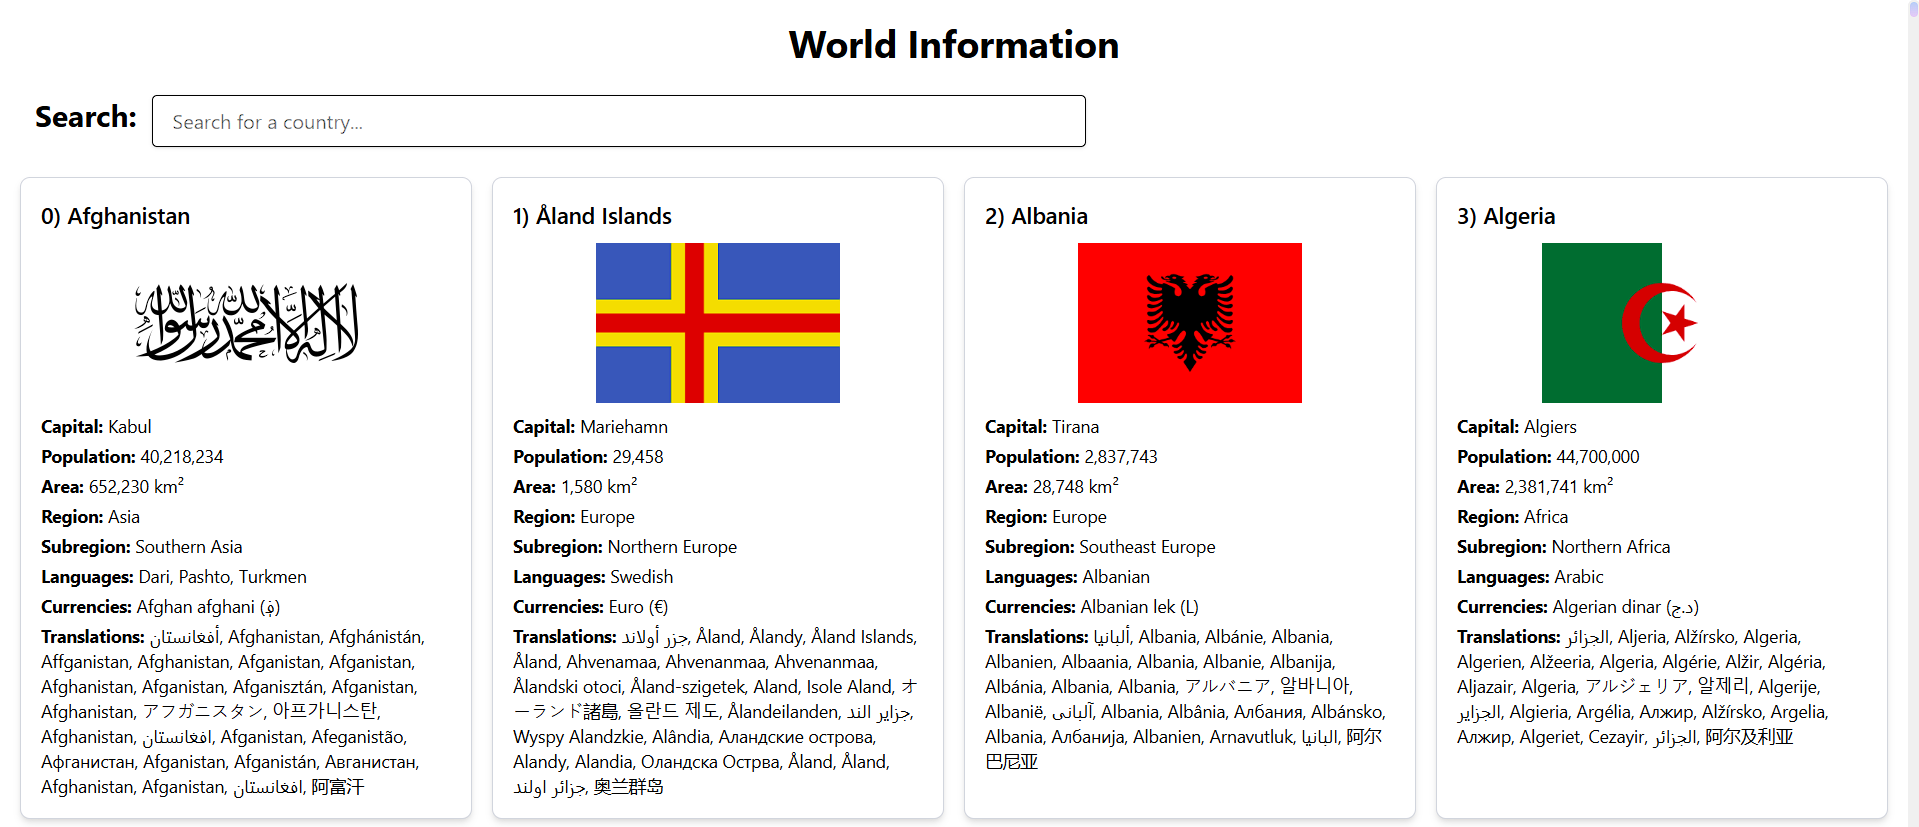 World Information
Search:
Search for a country...
0) Afghanistan
لا إله إلا الله محمد رسول الله
Capital: Kabul
Population: 40,218,234
Area: 652,230 km²
Region: Asia
Subregion: Southern Asia
Languages: Dari, Pashto, Turkmen
Currencies: Afghan afghani (؋)
Translations: أفغانستان, Afghanistan, Afghánistán,
Affganistan, Afghanistan, Afganistan, Afganistan,
Afghanistan, Afganistan, Afganisztán, Afganistan,
Afghanistan, アフガニスタン, 아프가니스탄,
Afghanistan, افغانستان, Afganistan, Afeganistão,
Афганистан, Afganistan, Afganistán, Авганистан,
Afghanistan, Afganistan, افغانستان, 阿富汗
1) Åland Islands
Capital: Mariehamn
Population: 29,458
Area: 1,580 km²
Region: Europe
Subregion: Northern Europe
Languages: Swedish
Currencies: Euro (€)
Translations: جزر أولاند, Åland, Ålandy, Åland Islands,
Åland, Ahvenamaa, Ahvenanmaa, Ahvenanmaa,
Ålandski otoci, Åland-szigetek, Aland, Isole Aland, オ
ーランド諸島, 올란드 제도, Ålandeilanden, جزایر الند,
Wyspy Alandzkie, Alândia, Аландские острова,
Alandy, Alandia, Оландска Острва, Åland, Åland,
جزائر اولند, 奥兰群岛
2) Albania
Capital: Tirana
Population: 2,837,743
Area: 28,748 km²
Region: Europe
Subregion: Southeast Europe
Languages: Albanian
Currencies: Albanian lek (L)
Translations: ألبانيا, Albania, Albánie, Albania,
Albanien, Albaania, Albania, Albanie, Albanija,
Albánia, Albania, Albania, アルバニア, 알바니아,
Albanië, آلبانی, Albania, Albânia, Албания, Albánsko,
Albania, Албанија, Albanien, Arnavutluk, البانیا, 阿尔
巴尼亚
3) Algeria
Capital: Algiers
Population: 44,700,000
Area: 2,381,741 km²
Region: Africa
Subregion: Northern Africa
Languages: Arabic
Currencies: Algerian dinar (د.ج)
Translations: الجزائر, Aljeria, Alžírsko, Algeria,
Algerien, Alžeeria, Algeria, Algérie, Alžir, Algéria,
Aljazair, Algeria, アルジェリア, 알제리, Algerije,
الجزایر, Algieria, Argélia, Алжир, Alžírsko, Argelia,
Алжир, Algeriet, Cezayir, الجزائر, 阿尔及利亚